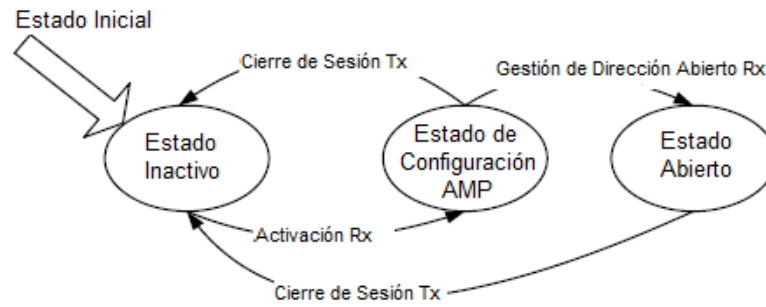 Estado Inicial
Cierre de Sesión Tx
Gestión de Dirección Abierto Rx
Estado
Inactivo
Estado de
Configuración
AMP
Estado
Abierto
Activación Rx
Cierre de Sesión Tx